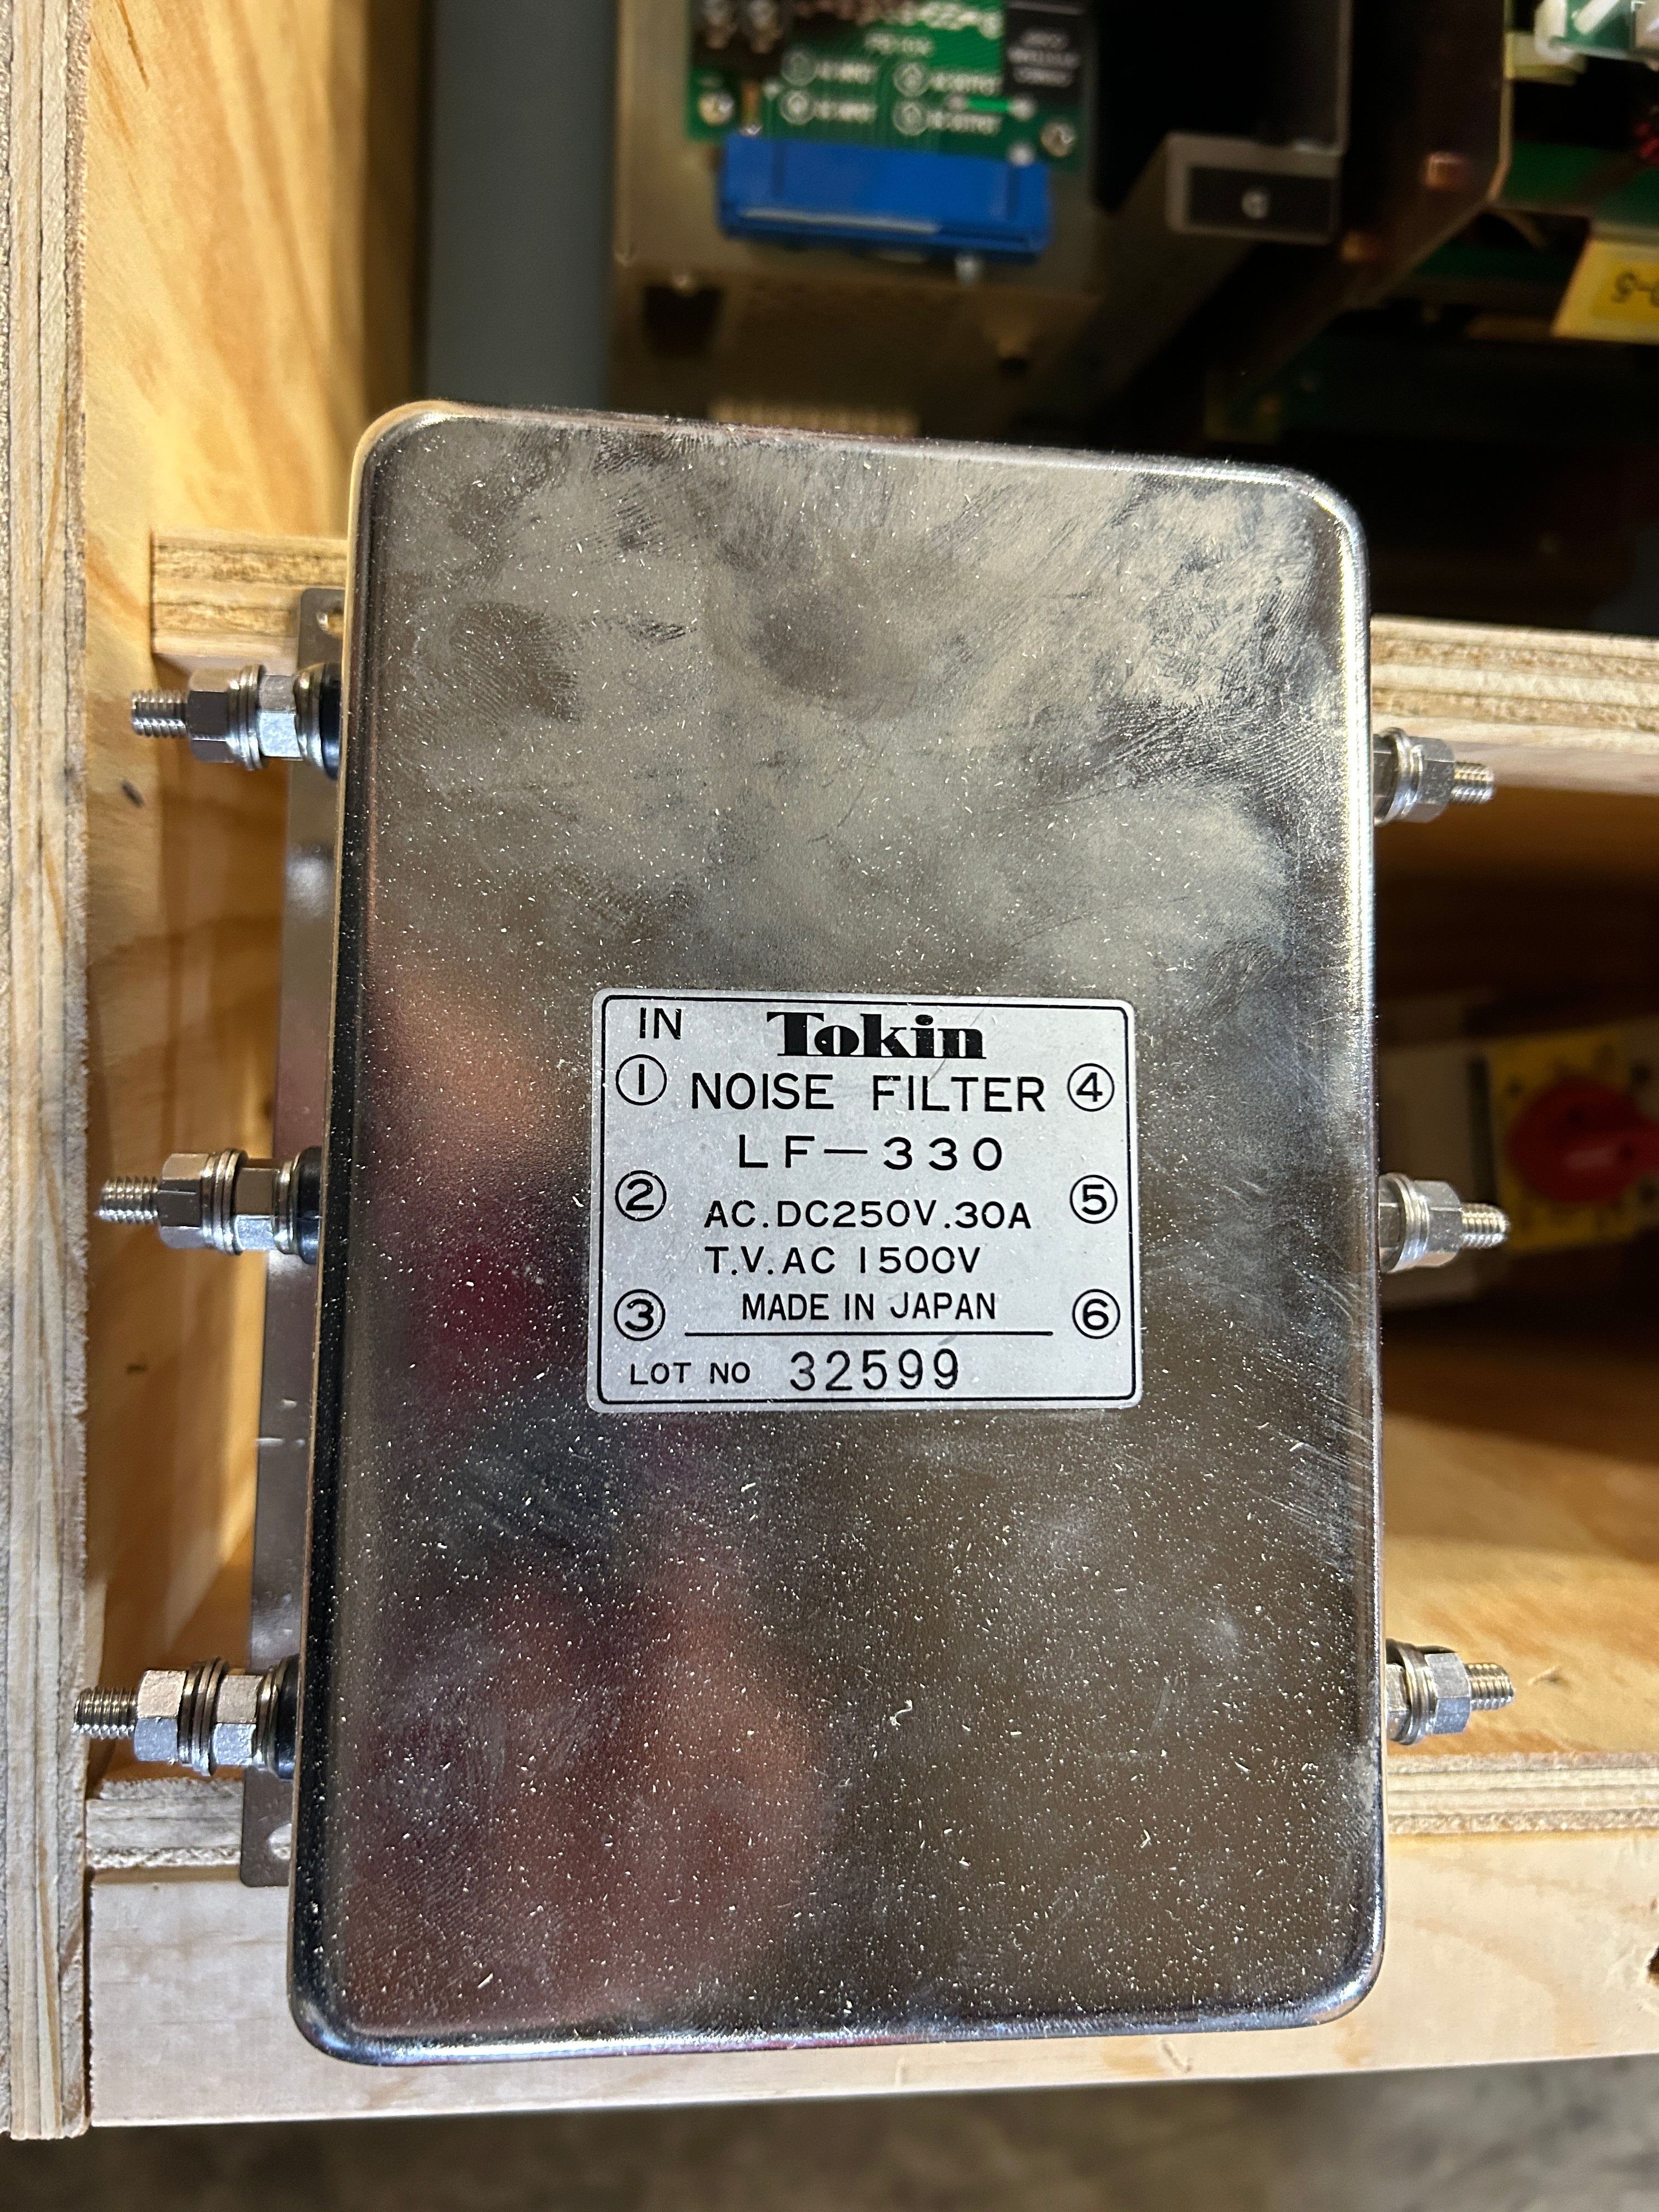 IN Tokin
① NOISE FILTER ④
LF-330
② AC.DC250V.30A ⑤
T.V.AC 1500V
③ MADE IN JAPAN ⑥
LOT NO 32599